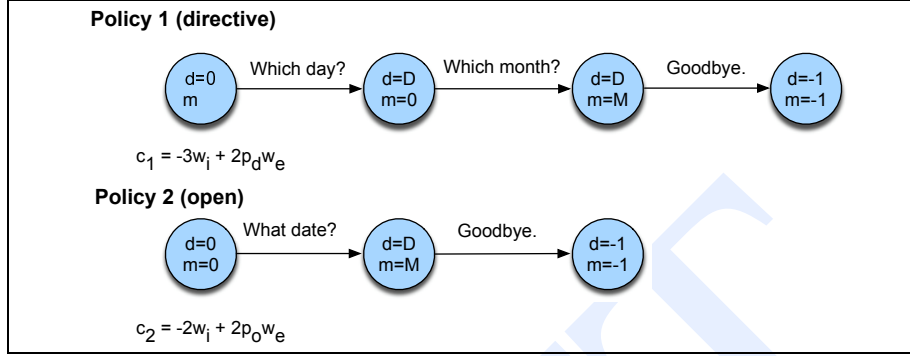 Policy 1 (directive)
d=0 m
Which day?
d=D m=0
Which month?
d=D m=M
Goodbye.
d=-1 m=-1
c1 = -3wi + 2pdwe
Policy 2 (open)
d=0 m=0
What date?
d=D m=M
Goodbye.
d=-1 m=-1
c2 = -2wi + 2powe